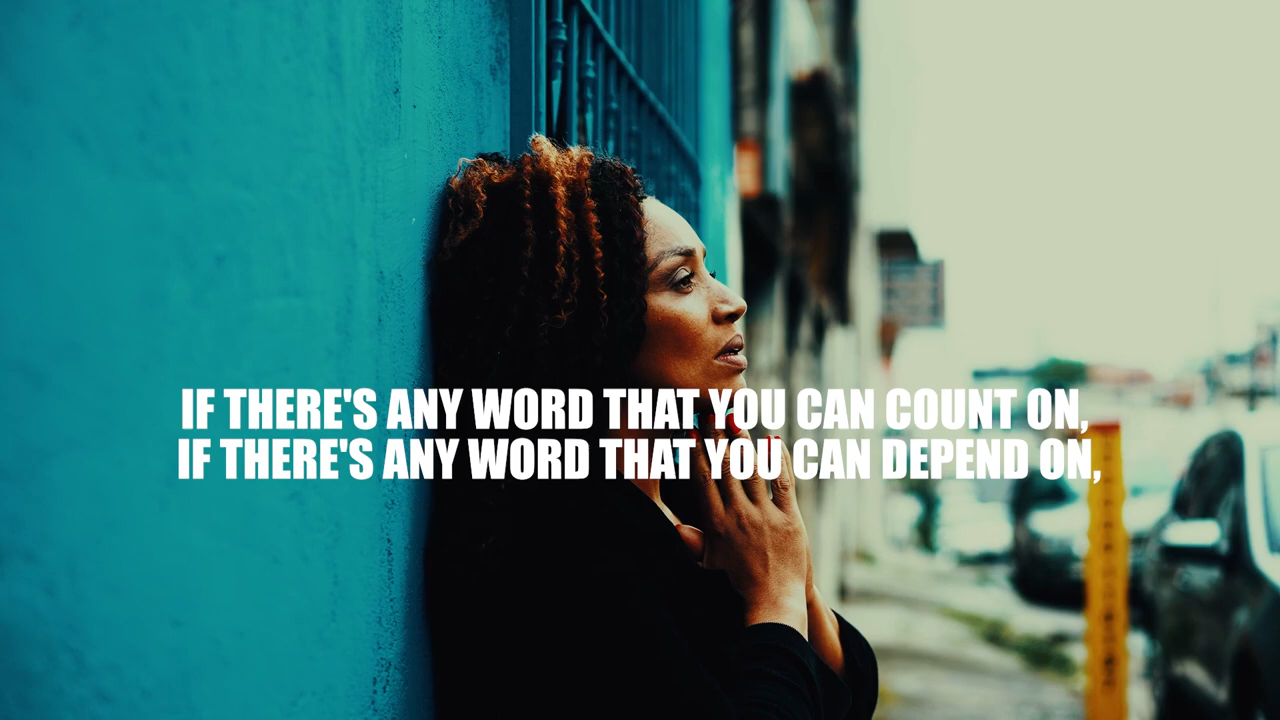 IF THERE'S ANY WORD THAT YOU CAN COUNT ON,
IF THERE'S ANY WORD THAT YOU CAN DEPEND ON,